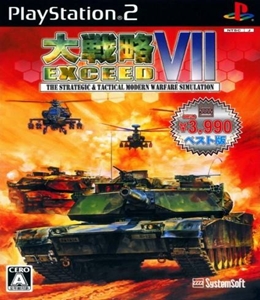 PlayStation®2
NTSC J
大戦略 VII
EXCEED
THE STRATEGIC & TACTICAL MODERN WARFARE SIMULATION
¥3,990
ベスト版
CERO
A
SystemSoft